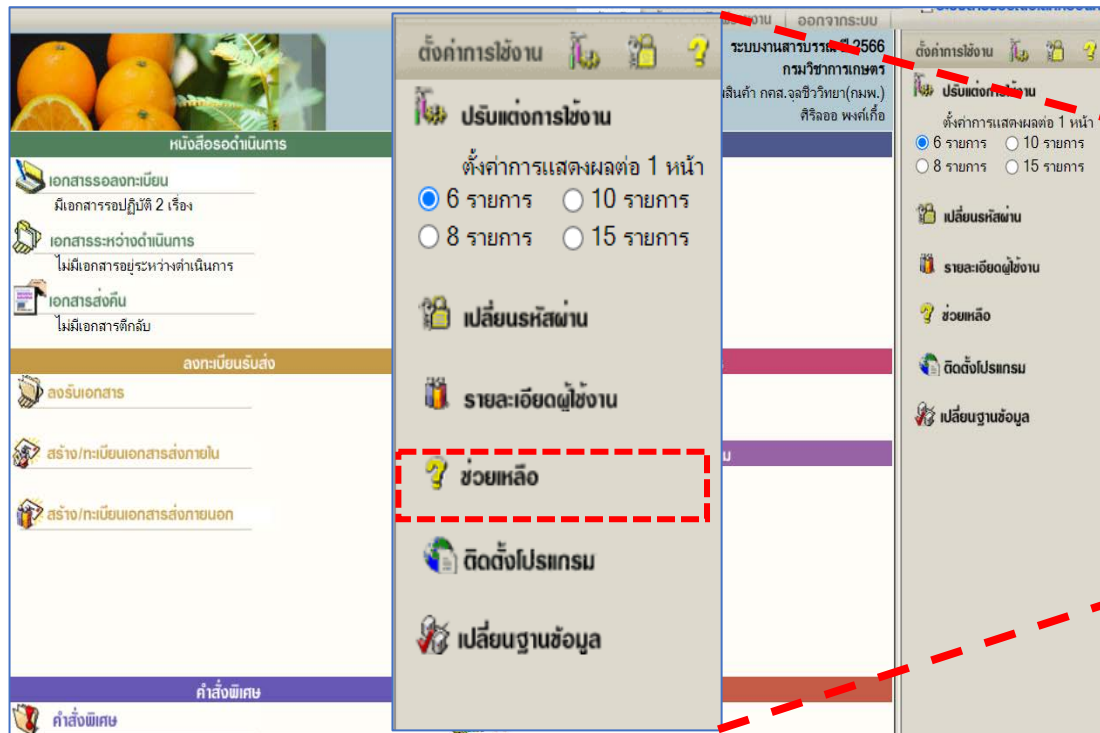 ออกจากระบบ
ระบบงานสารบรรณ ปี 2566
กรมวิชาการเกษตร
ศิริลออ พงค์เกื้อ
หนังสือรอดำเนินการ
เอกสารรอลงทะเบียน
มีเอกสารรอปฏิบัติ 2 เรื่อง
เอกสารระหว่างดำเนินการ
ไม่มีเอกสารอยู่ระหว่างดำเนินการ
เอกสารส่งคืน
ไม่มีเอกสารตีกลับ
ลงทะเบียนรับส่ง
ลงรับเอกสาร
สร้าง/ทะเบียนเอกสารส่งภายใน
สร้าง/ทะเบียนเอกสารส่งภายนอก
คำสั่งพิเศษ
คำสั่งพิเศษ
ตั้งค่าการใช้งาน
ปรับแต่งการใช้งาน
ตั้งค่าการแสดงผลต่อ 1 หน้า
6 รายการ 10 รายการ
8 รายการ 15 รายการ
เปลี่ยนรหัสผ่าน
รายละเอียดผู้ใช้งาน
ช่วยเหลือ
ติดตั้งโปรแกรม
เปลี่ยนฐานข้อมูล
ตั้งค่าการใช้งาน
ปรับแต่งการใช้งาน
ตั้งค่าการแสดงผลต่อ 1 หน้า
6 รายการ 10 รายการ
8 รายการ 15 รายการ
เปลี่ยนรหัสผ่าน
รายละเอียดผู้ใช้งาน
ช่วยเหลือ
ติดตั้งโปรแกรม
เปลี่ยนฐานข้อมูล